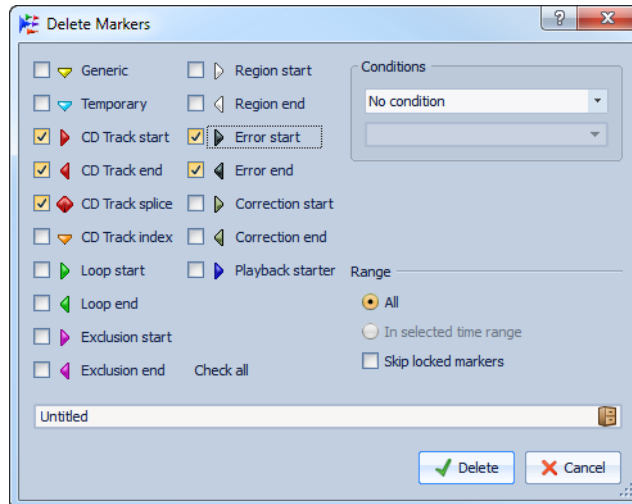 Delete Markers
?
Generic
Region start
Conditions
Temporary
Region end
No condition
CD Track start
Error start
CD Track end
Error end
CD Track splice
Correction start
CD Track index
Correction end
Loop start
Playback starter
Range
Loop end
All
Exclusion start
In selected time range
Exclusion end
Check all
Skip locked markers
Untitled
Delete
Cancel